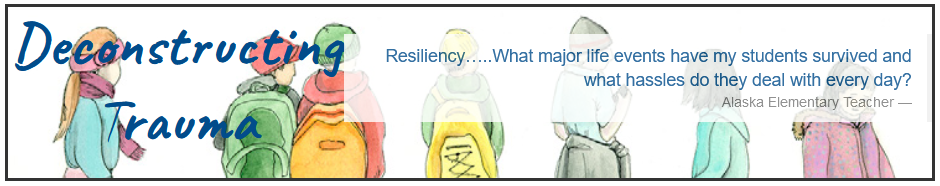 Deconstructing
Trauma
Resiliency…..What major life events have my students survived and
what hassles do they deal with every day?
Alaska Elementary Teacher —